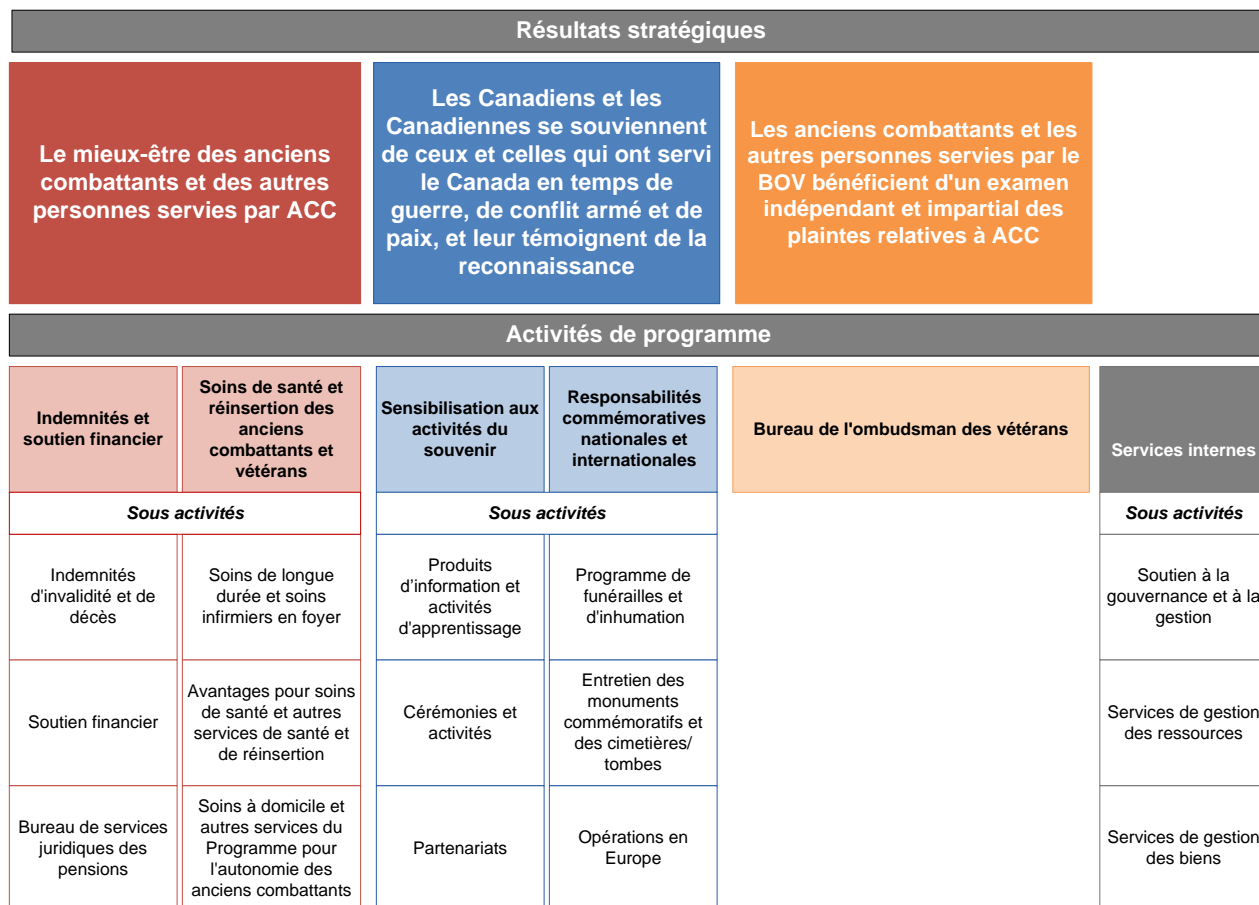 Résultats stratégiques
Le mieux-être des anciens
combattants et des autres
personnes servies par ACC
Les Canadiens et les
Canadiennes se souviennent
de ceux et celles qui ont servi
le Canada en temps de
guerre, de conflit armé et de
paix, et leur témoignent de la
reconnaissance
Les anciens combattants et les
autres personnes servies par le
BOV bénéficient d'un examen
indépendant et impartial des
plaintes relatives à ACC
Activités de programme
Indemnités et
soutien financier
Soins de santé et
réinsertion des
anciens
combattants et
vétérans
Sensibilisation aux
activités du
souvenir
Responsabilités
commémoratives
nationales et
internationales
Bureau de l'ombudsman des vétérans
Services internes
Sous activités
Sous activités
Sous activités
Indemnités
d'invalidité et de
décès
Soins de longue
durée et soins
infirmiers en foyer
Produits
d’information et
activités
d'apprentissage
Programme de
funérailles et
d'inhumation
Soutien à la
gouvernance et à la
gestion
Soutien financier
Avantages pour soins
de santé et autres
services de santé et
de réinsertion
Cérémonies et
activités
Entretien des
monuments
commémoratifs et
des cimetières/
tombes
Services de gestion
des ressources
Bureau de services
juridiques des
pensions
Soins à domicile et
autres services du
Programme pour
l'autonomie des
anciens combattants
Partenariats
Opérations en
Europe
Services de gestion
des biens